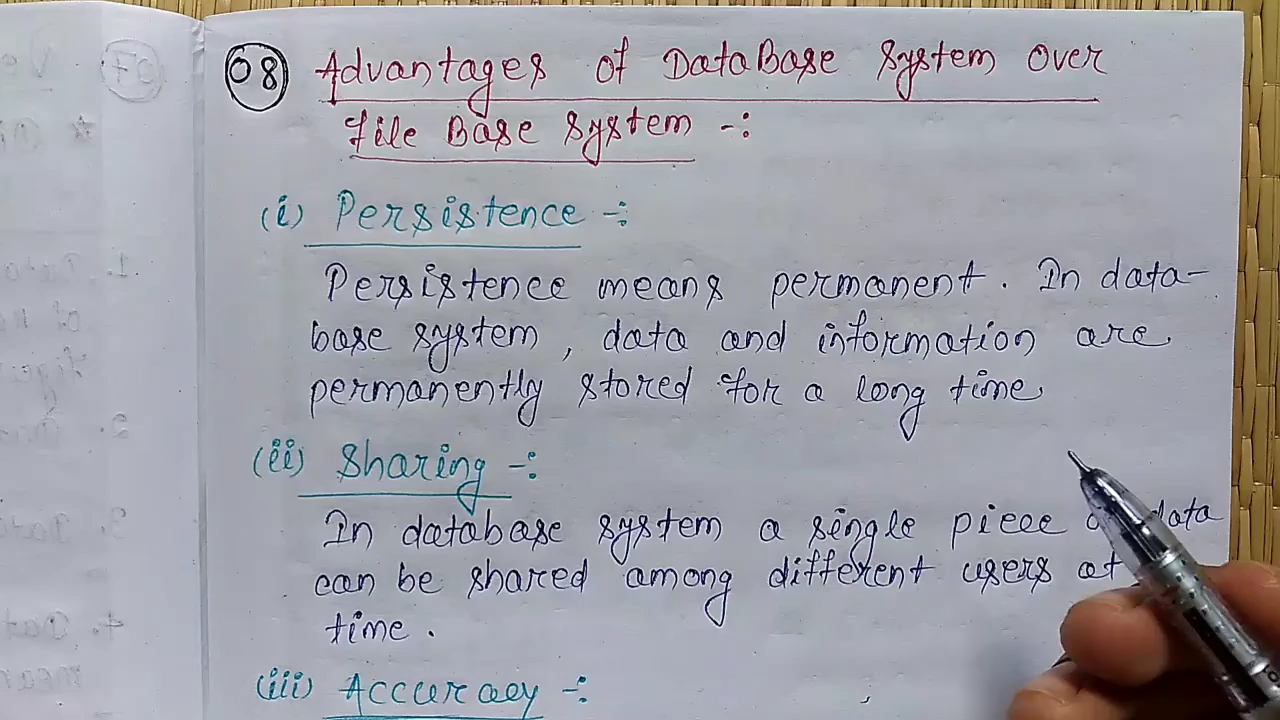 08
Advantages of DataBase System Over
File Base System -:
(i) Persistence -:
Persistence means permanent. In data-
base system, data and information are
permanently stored for a long time.
(ii) Sharing -:
In database system a single piece data
can be shared among different users at
time.
(iii) Accuracy -: